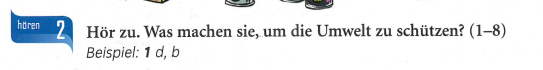 hören 2
Hör zu. Was machen sie, um die Umwelt zu schützen? (1–8)
Beispiel: 1 d, b